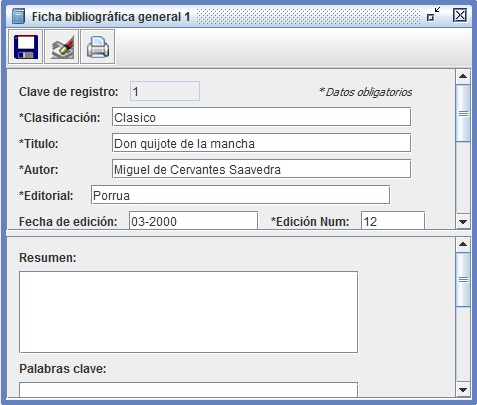 Ficha bibliográfica general 1
Clave de registro: 1 * Datos obligatorios
*Clasificación: Clasico
*Titulo: Don quijote de la mancha
*Autor: Miguel de Cervantes Saavedra
*Editorial: Porrua
Fecha de edición: 03-2000 *Edición Num: 12
Resumen:
Palabras clave: